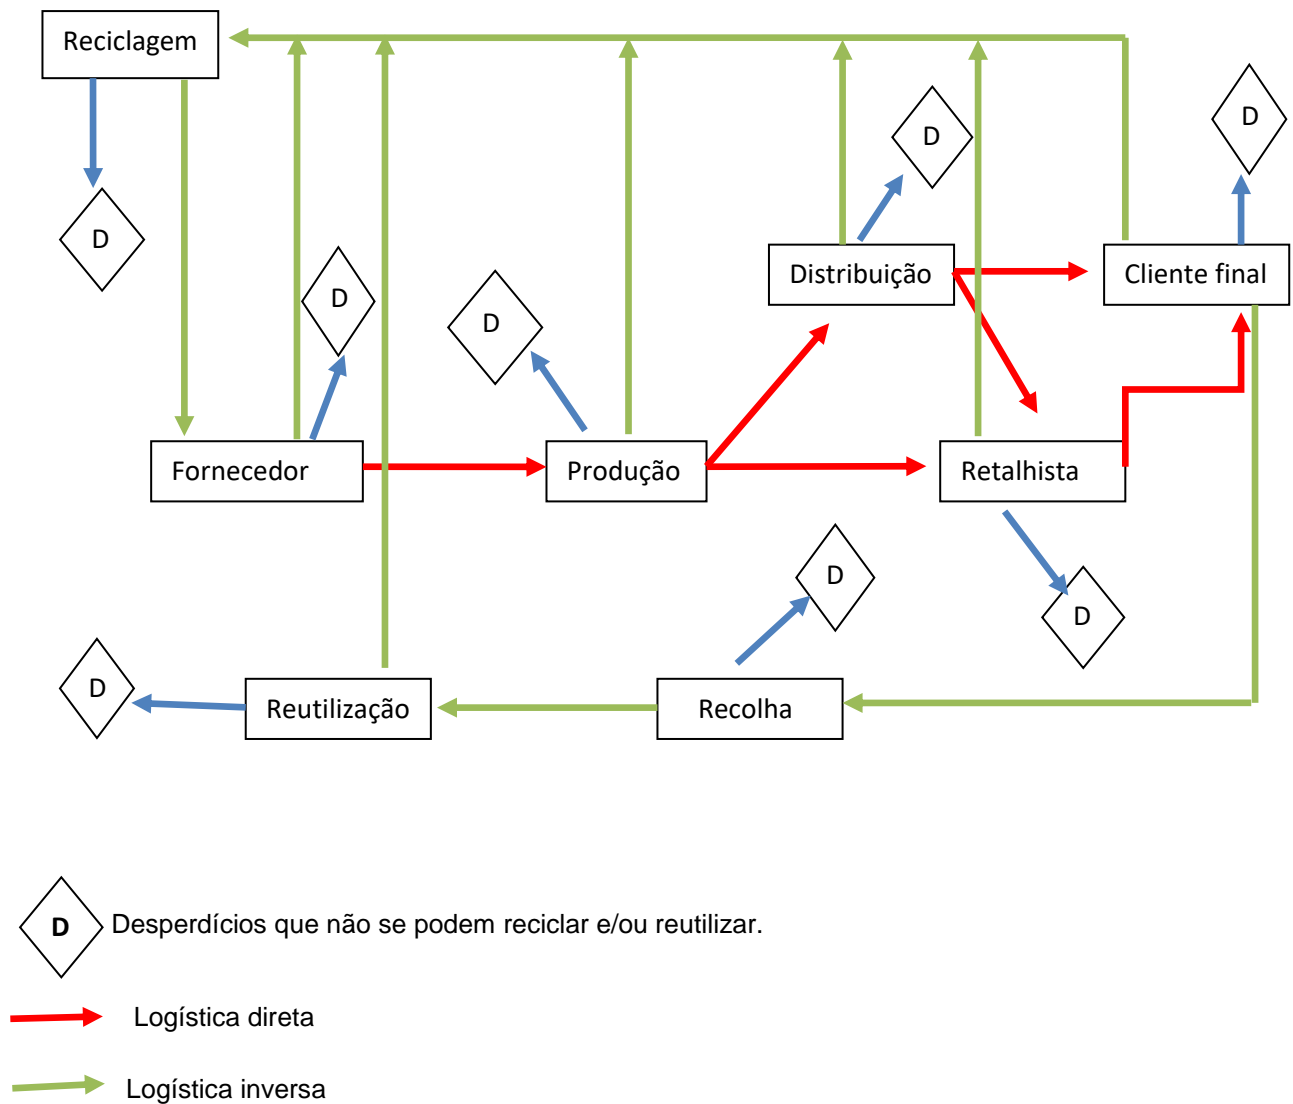 Reciclagem
D
D
D
D
D
D
Distribuição
Cliente final
Fornecedor
Produção
Retalhista
D
D
D
Reutilização
Recolha
D Desperdícios que não se podem reciclar e/ou reutilizar.
Logística direta
Logística inversa